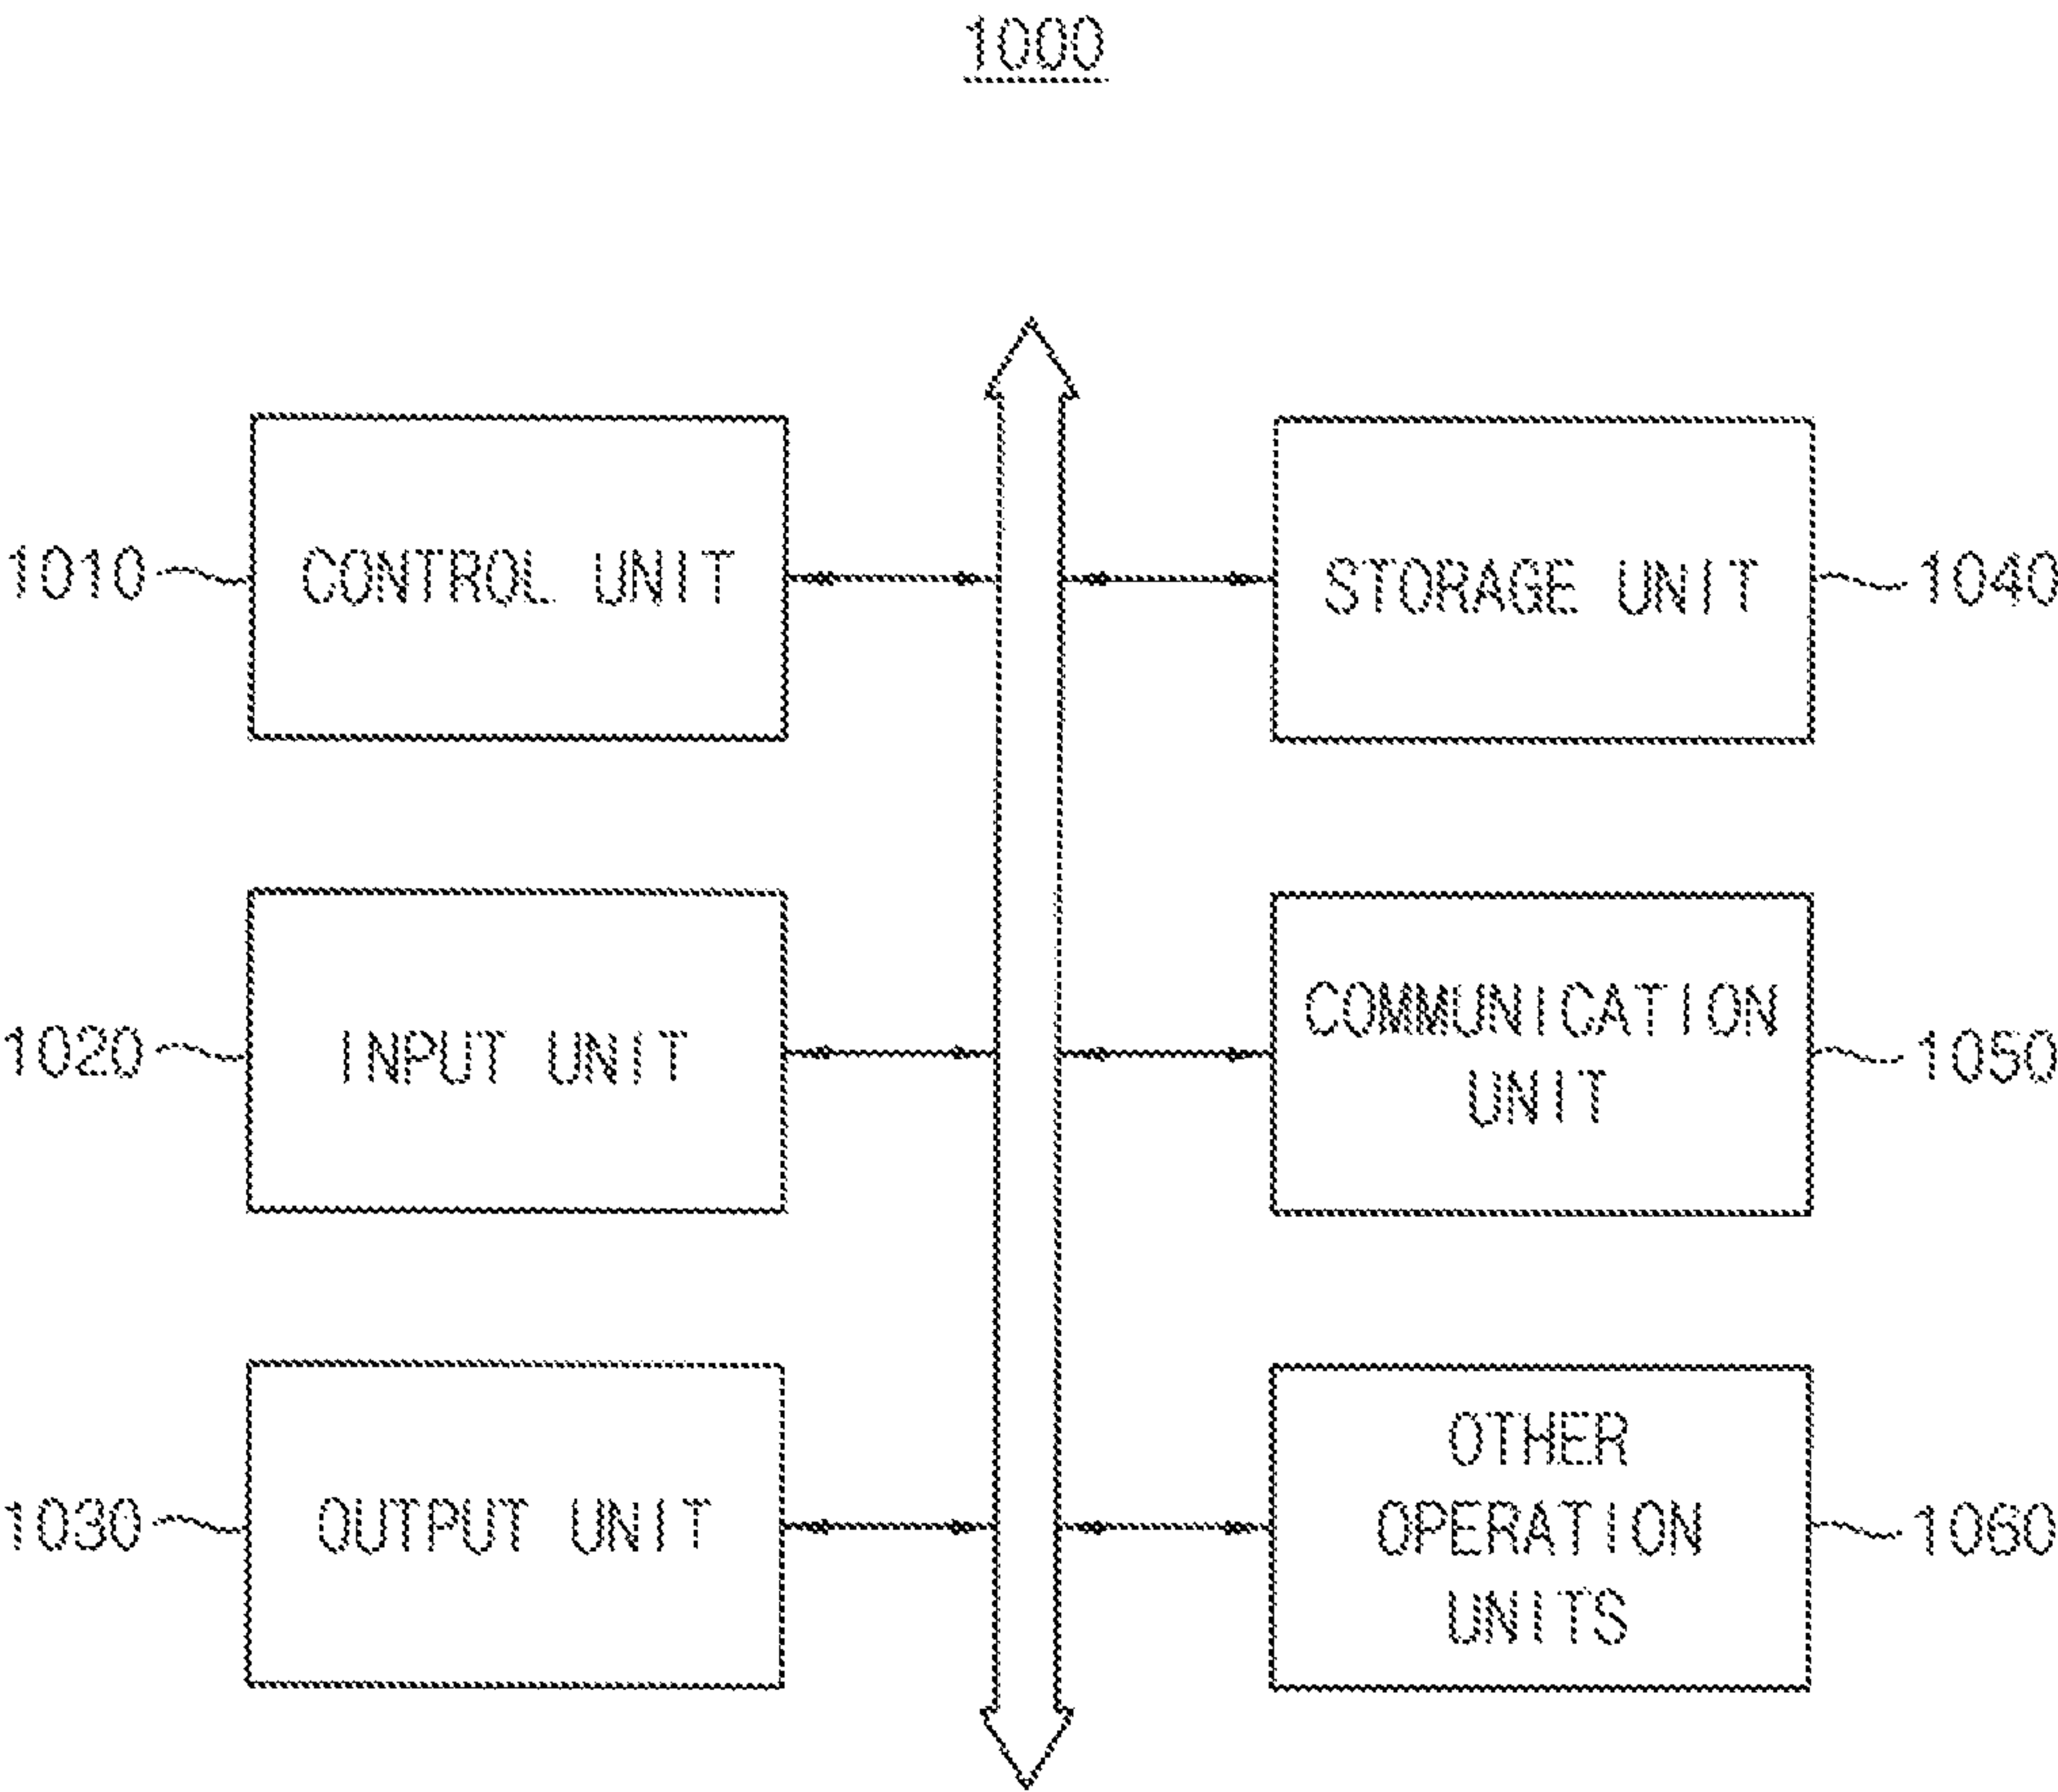 1000
1010
CONTROL UNIT
STORAGE UNIT
1040
1020
INPUT UNIT
COMMUNICATION
UNIT
1050
1030
OUTPUT UNIT
OTHER
OPERATION
UNITS
1060